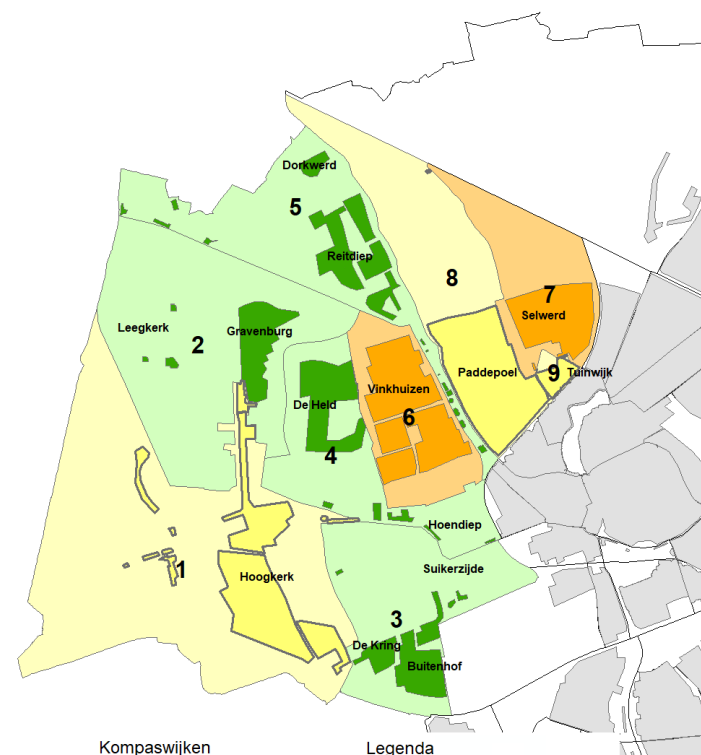 Dorkwerd
5
Reitdiep
8
7
Selwerd
Leegkerk
2
Gravenburg
Paddepoel
9
Tuinwijk
Vinkhuizen
De Held
6
4
Hoendiep
Suikerzijde
1
Hoogkerk
3
De Kring
Buitenhof
Kompaswijken
Legenda